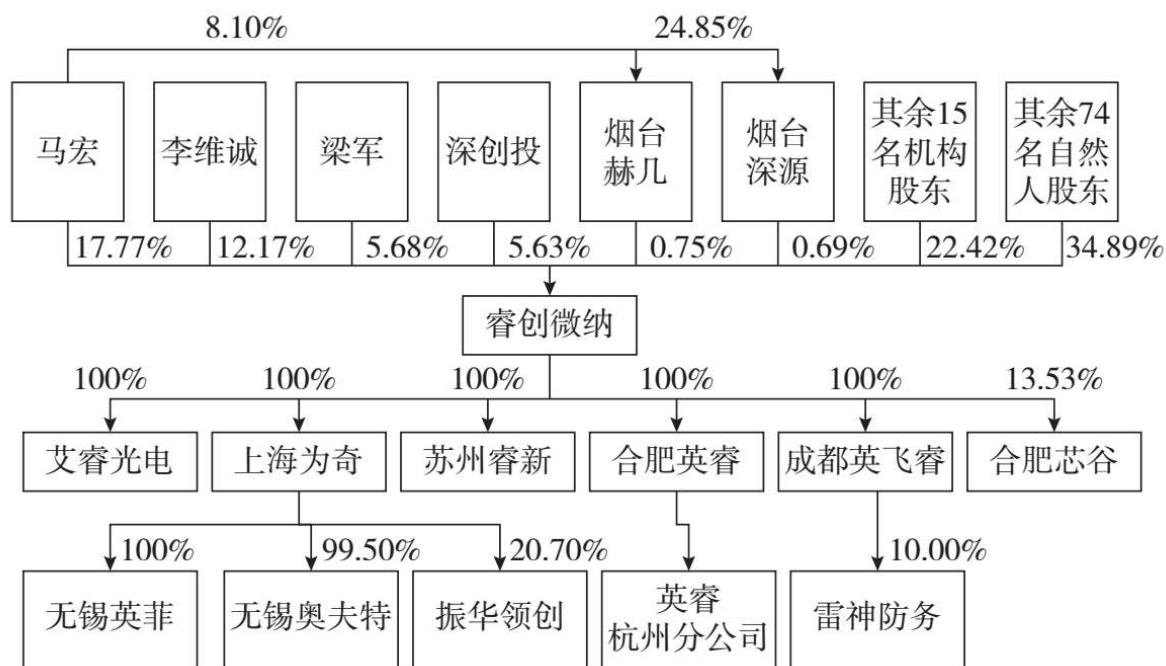 8.10%
24.85%
马宏
李维诚
梁军
深创投
烟台
赫几
烟台
深源
其余15
名机构
股东
其余74
名自然
人股东
17.77%
12.17%
5.68%
5.63%
0.75%
0.69%
22.42%
34.89%
睿创微纳
100%
100%
100%
100%
100%
13.53%
艾睿光电
上海为奇
苏州睿新
合肥英睿
成都英飞睿
合肥芯谷
100%
99.50%
20.70%
10.00%
无锡英菲
无锡奥夫特
振华领创
英睿
杭州分公司
雷神防务